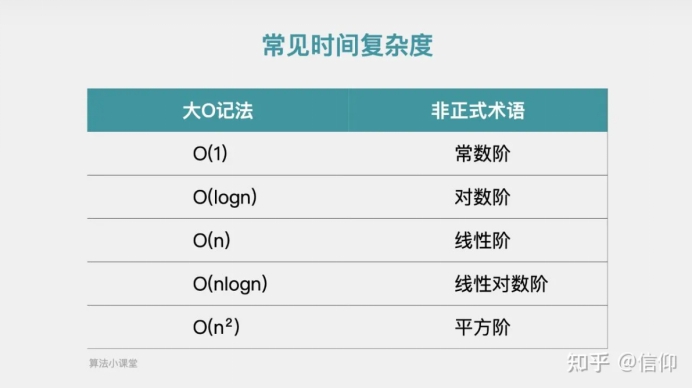 常见时间复杂度
大O记法 非正式术语
O(1) 常数阶
O(logn) 对数阶
O(n) 线性阶
O(nlogn) 线性对数阶
O(n²) 平方阶
算法小课堂
知乎 @信仰